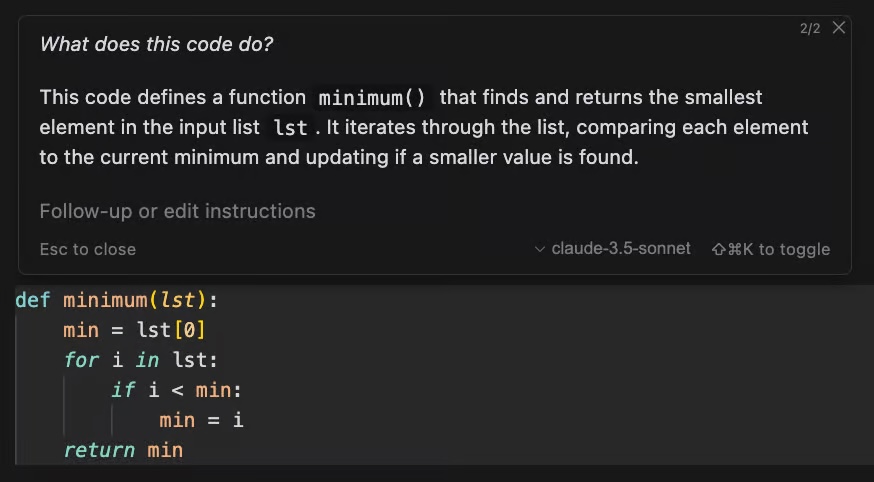 2/2
What does this code do?
This code defines a function minimum() that finds and returns the smallest
element in the input list lst . It iterates through the list, comparing each element
to the current minimum and updating if a smaller value is found.
Follow-up or edit instructions
Esc to close
claude-3.5-sonnet ⇧⌘K to toggle
def minimum(lst):
    min = lst[0]
    for i in lst:
        if i < min:
            min = i
    return min